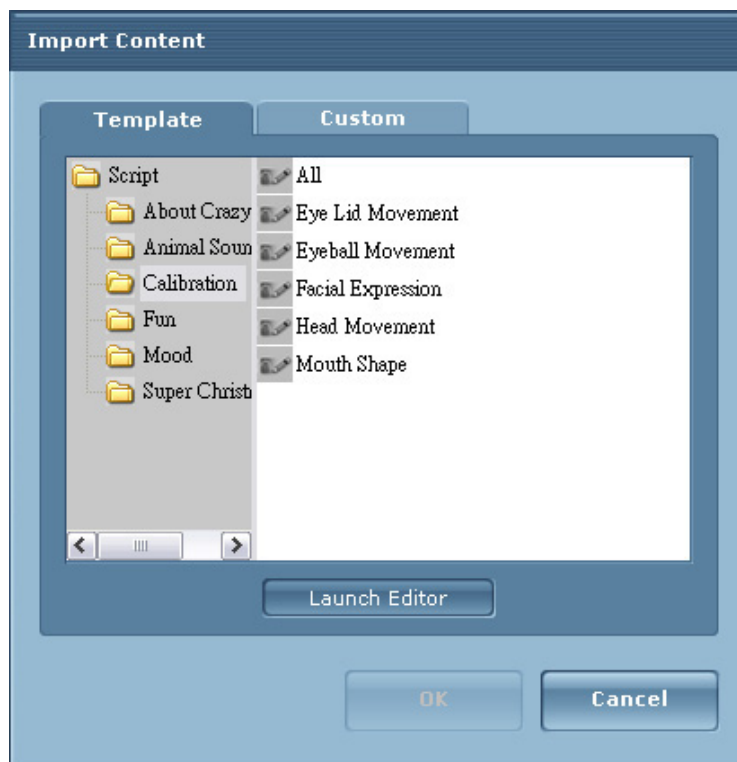 Import Content
Template
Custom
Script
About Crazy
Animal Soun
Calibration
Fun
Mood
Super Christ
All
Eye Lid Movement
Eyeball Movement
Facial Expression
Head Movement
Mouth Shape
Launch Editor
OK
Cancel